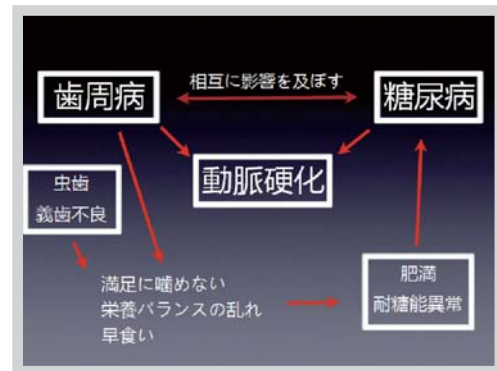 相互に影響を及ぼす
歯周病
糖尿病
動脈硬化
虫歯
義歯不良
満足に噛めない
栄養バランスの乱れ
早食い
肥満
耐糖能異常